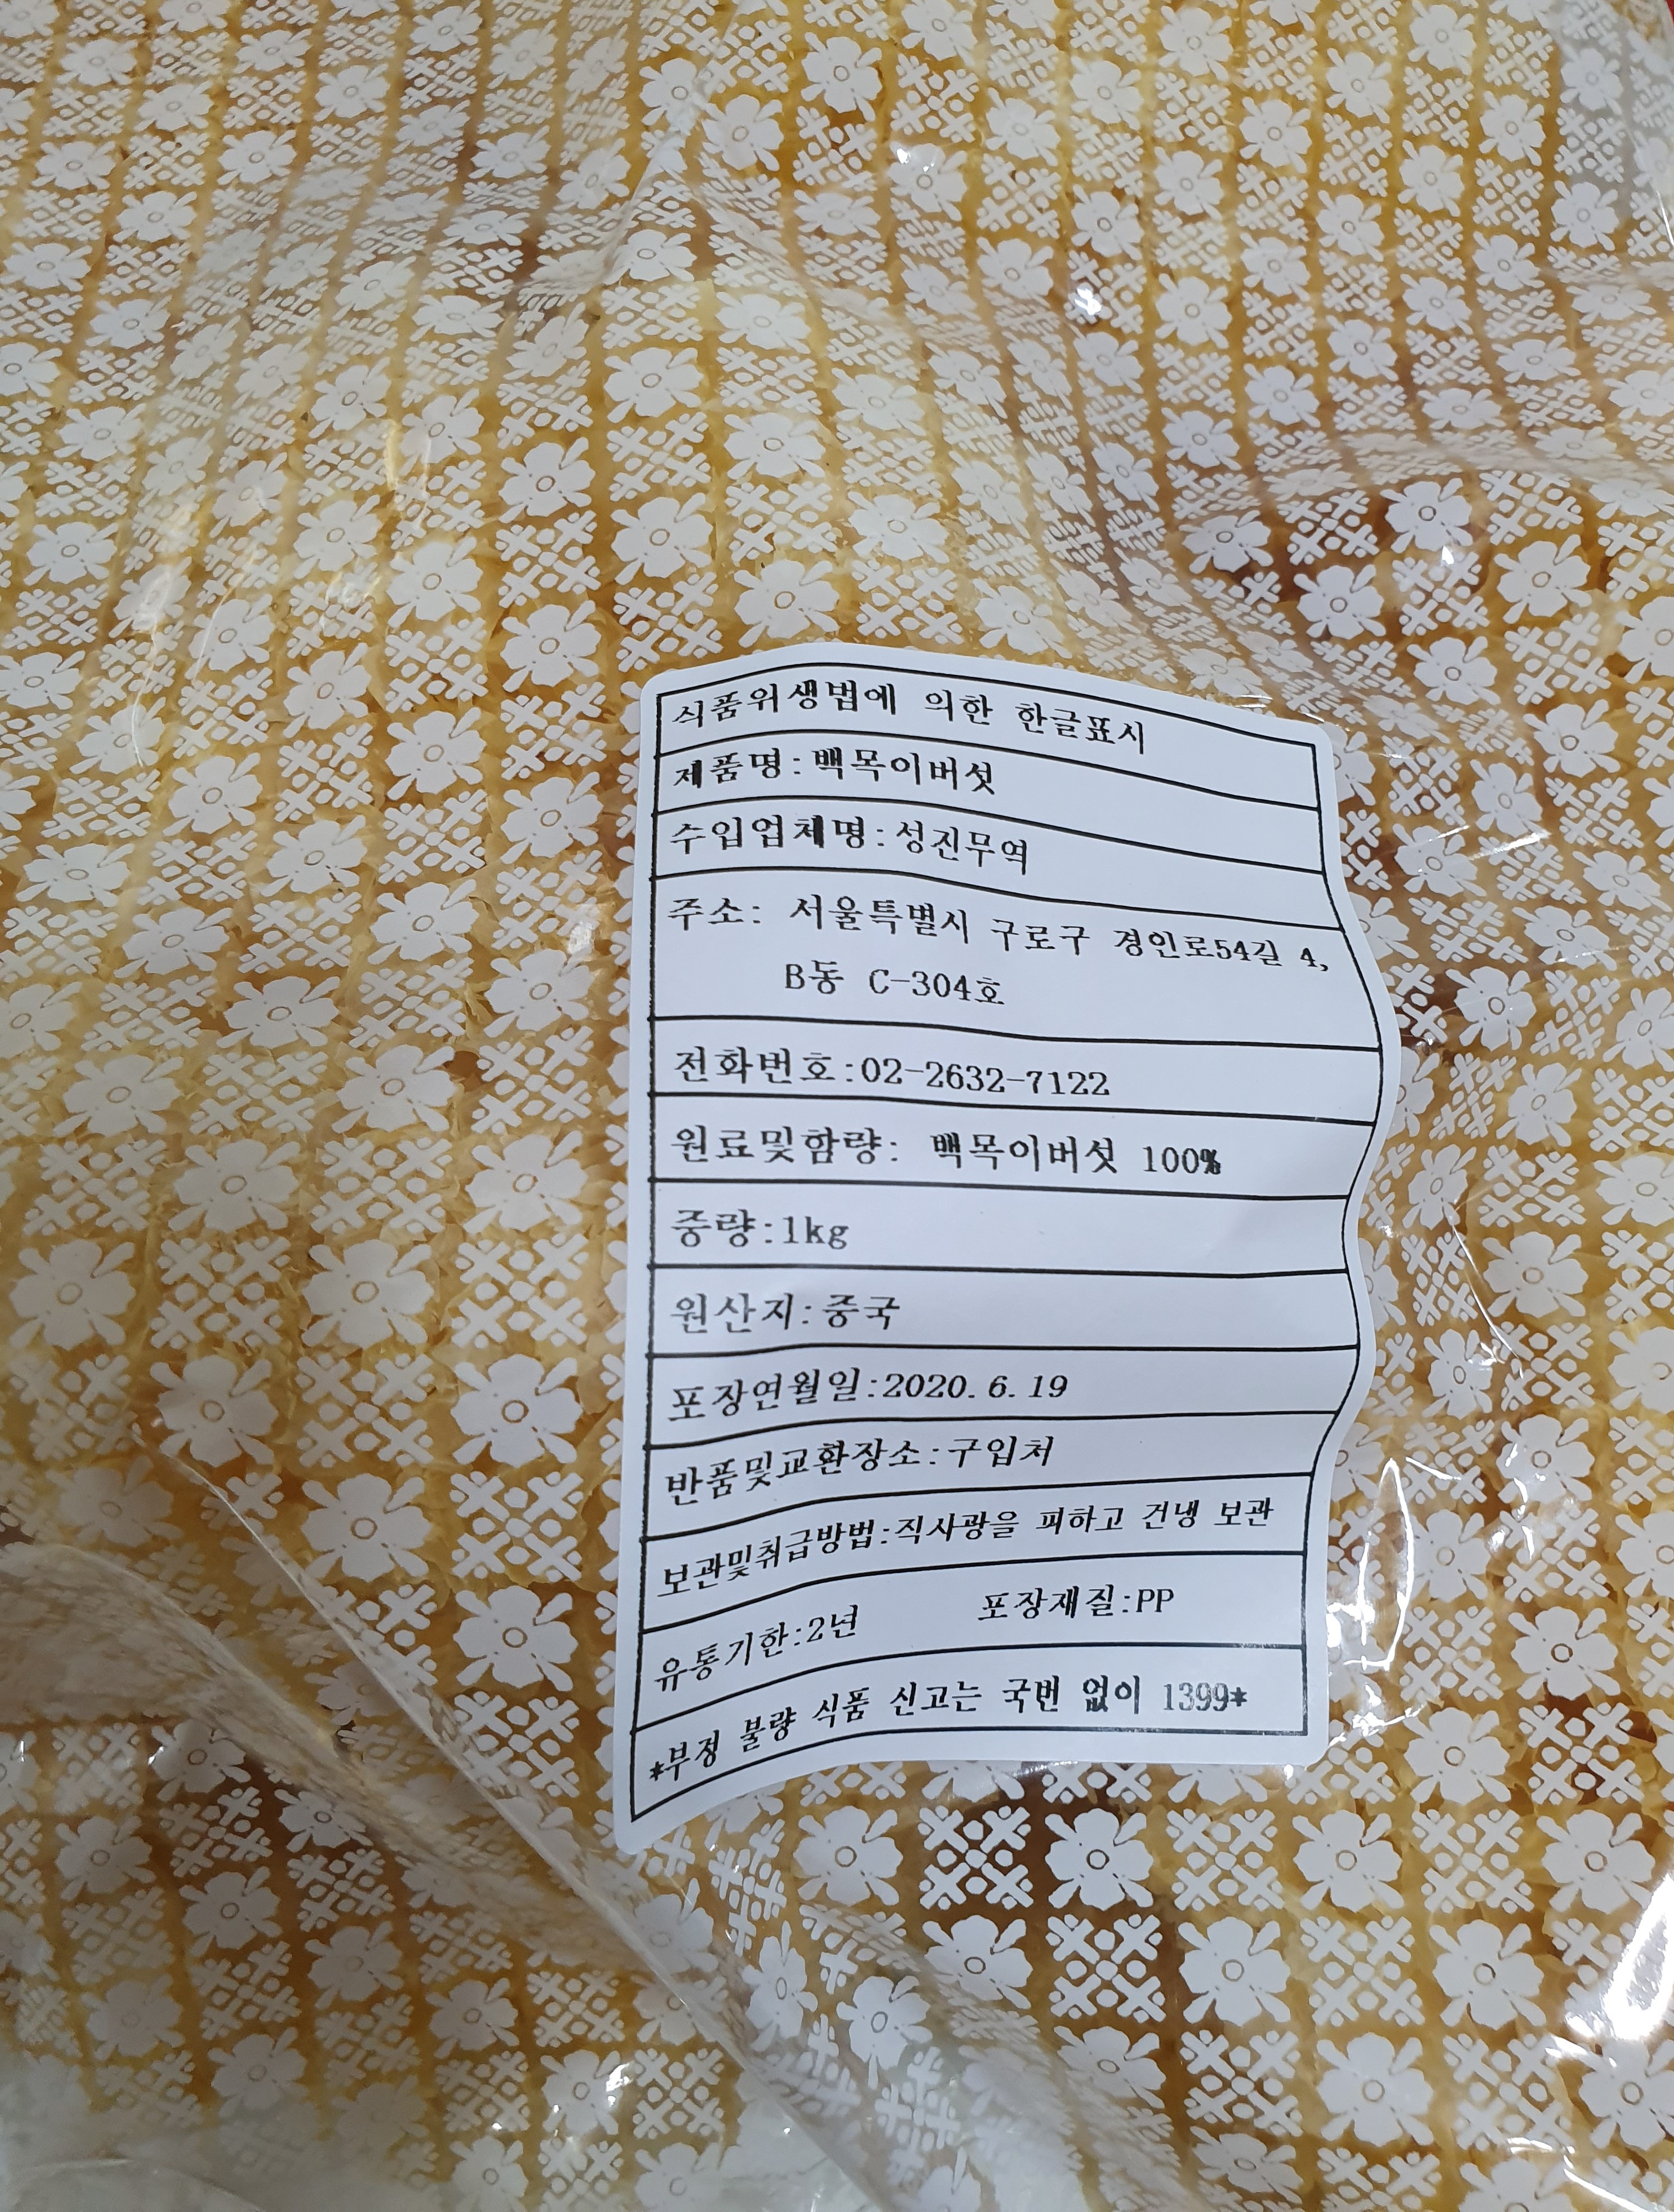 식품위생법에 의한 한글표시
제품명:백목이버섯
수입업체명:성진무역
주소: 서울특별시 구로구 경인로54길 4,
B동 C-304호
전화번호:02-2632-7122
원료및함량: 백목이버섯 100%
중량:1kg
원산지:중국
포장연월일:2020.6.19
반품및교환장소:구입처
보관및취급방법:직사광을 피하고 건냉 보관
유통기한:2년 포장재질:PP
*부정 불량 식품 신고는 국번 없이 1399*